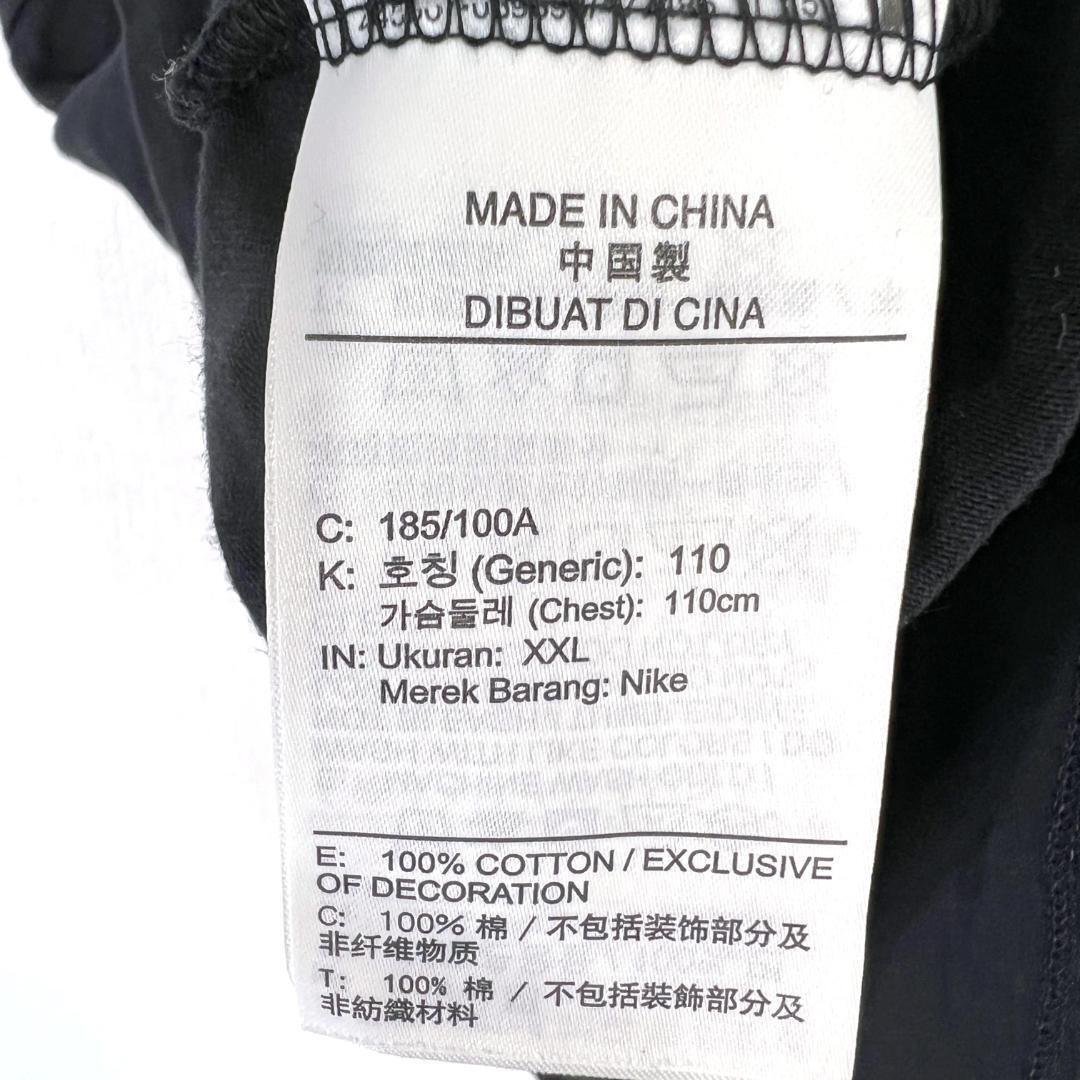 MADE IN CHINA
中国製
DIBUAT DI CINA
C: 185/100A
K: 호칭 (Generic): 110
가슴둘레 (Chest): 110cm
IN: Ukuran: XXL
Merek Barang: Nike
E: 100% COTTON / EXCLUSIVE
OF DECORATION
C: 100% 棉 / 不包括装饰部分及
非纤维物质
T: 100% 棉 / 不包括裝飾部分及
非紡織材料